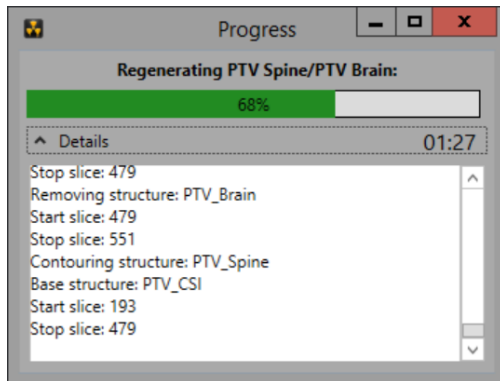 Progress
Regenerating PTV Spine/PTV Brain:
68%
Details 01:27
Stop slice: 479
Removing structure: PTV_Brain
Start slice: 479
Stop slice: 551
Contouring structure: PTV_Spine
Base structure: PTV_CSI
Start slice: 193
Stop slice: 479